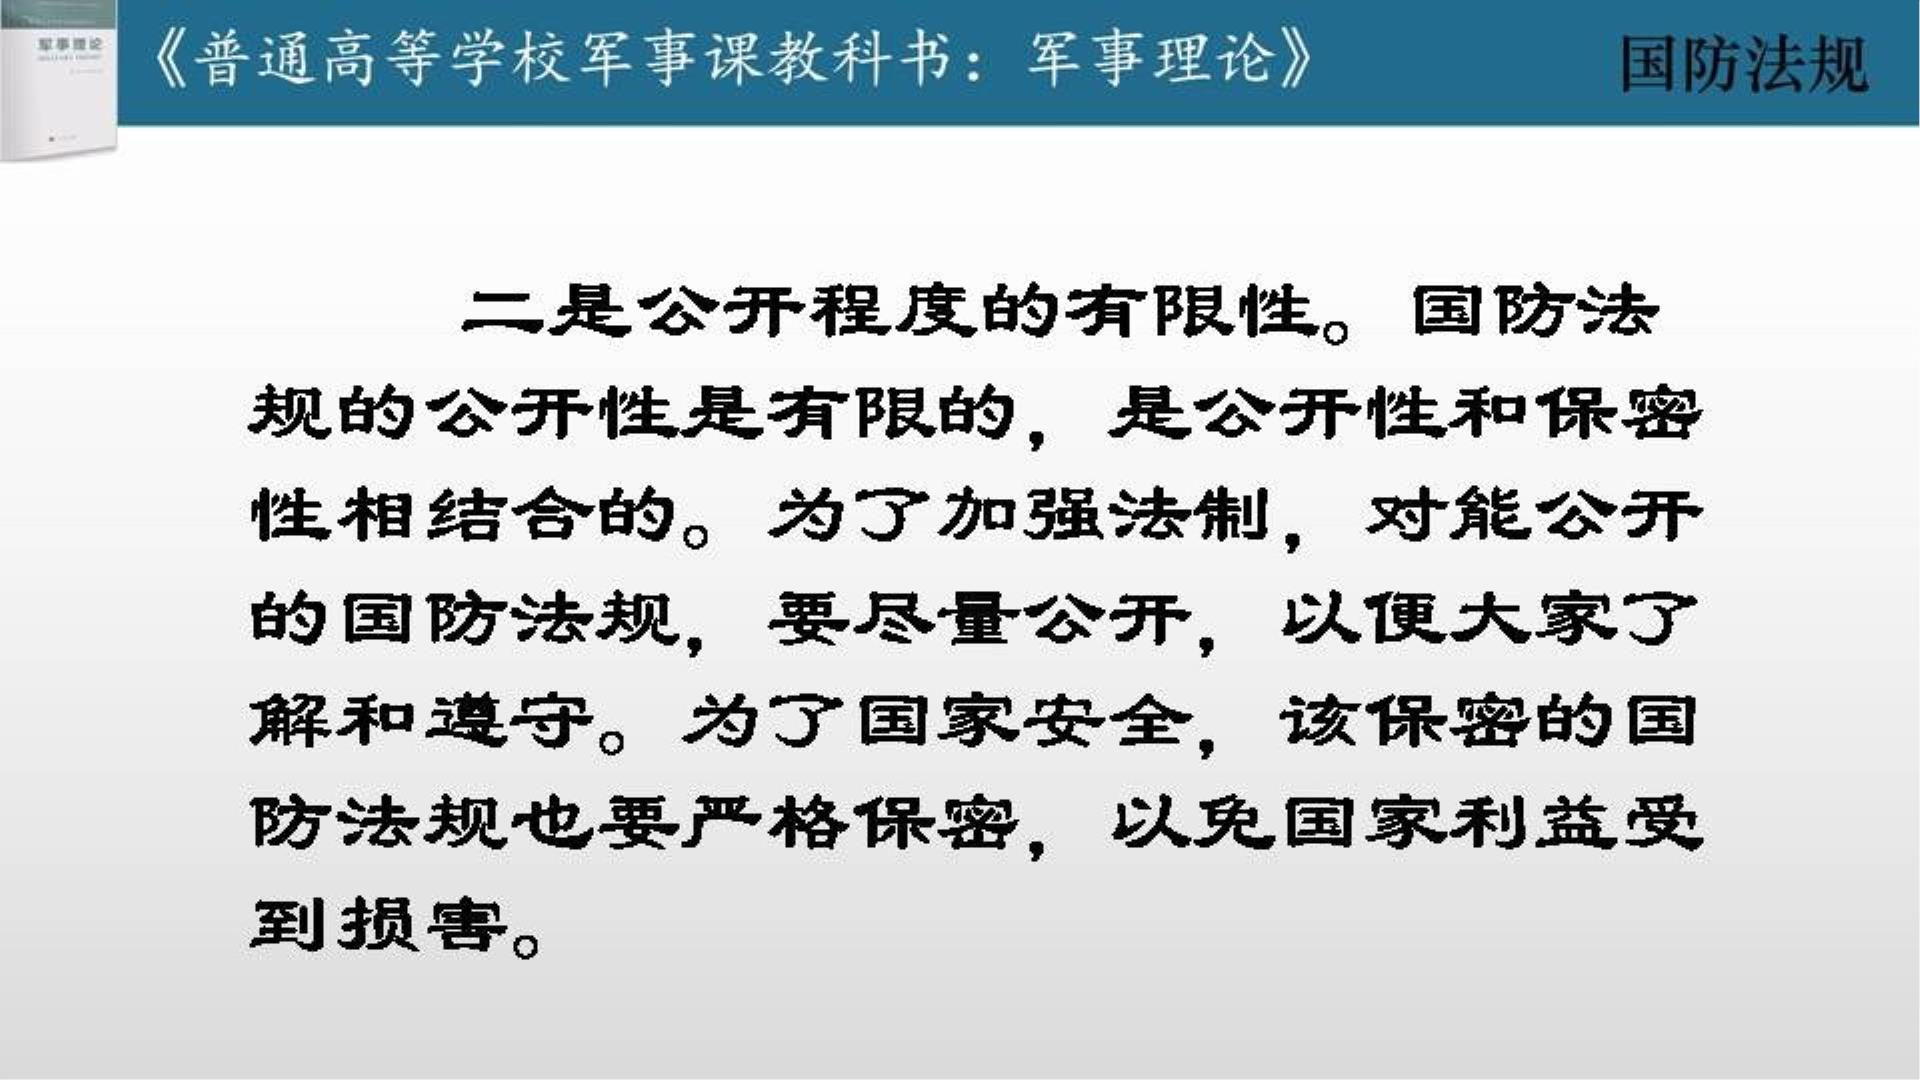 军事理论
《普通高等学校军事课教科书：军事理论》
国防法规
二是公开程度的有限性。国防法
规的公开性是有限的，是公开性和保密
性相结合的。为了加强法制，对能公开
的国防法规，要尽量公开，以便大家了
解和遵守。为了国家安全，该保密的国
防法规也要严格保密，以免国家利益受
到损害。